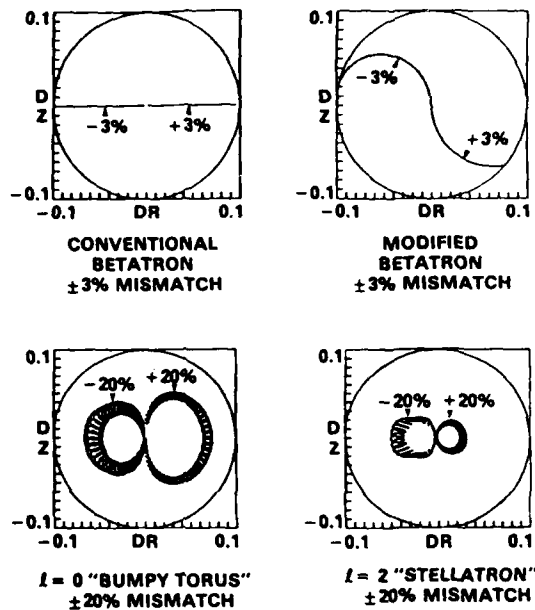 0.1
D
Z
−3%
+3%
−0.1
−0.1
DR
0.1
CONVENTIONAL
BETATRON
±3% MISMATCH
0.1
D
Z
−3%
+3%
−0.1
−0.1
DR
0.1
MODIFIED
BETATRON
±3% MISMATCH
0.1
D
Z
−20%
+20%
−0.1
−0.1
DR
0.1
ℓ = 0 "BUMPY TORUS"
±20% MISMATCH
0.1
D
Z
−20%
+20%
−0.1
−0.1
DR
0.1
ℓ = 2 "STELLATRON"
±20% MISMATCH